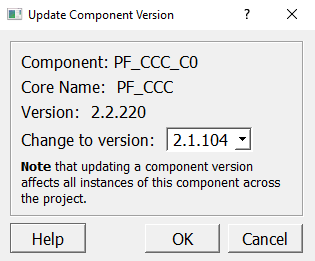 Update Component Version
?
Component: PF_CCC_C0
Core Name: PF_CCC
Version: 2.2.220
Change to version: 2.1.104
Note that updating a component version
affects all instances of this component across
the project.
Help OK Cancel